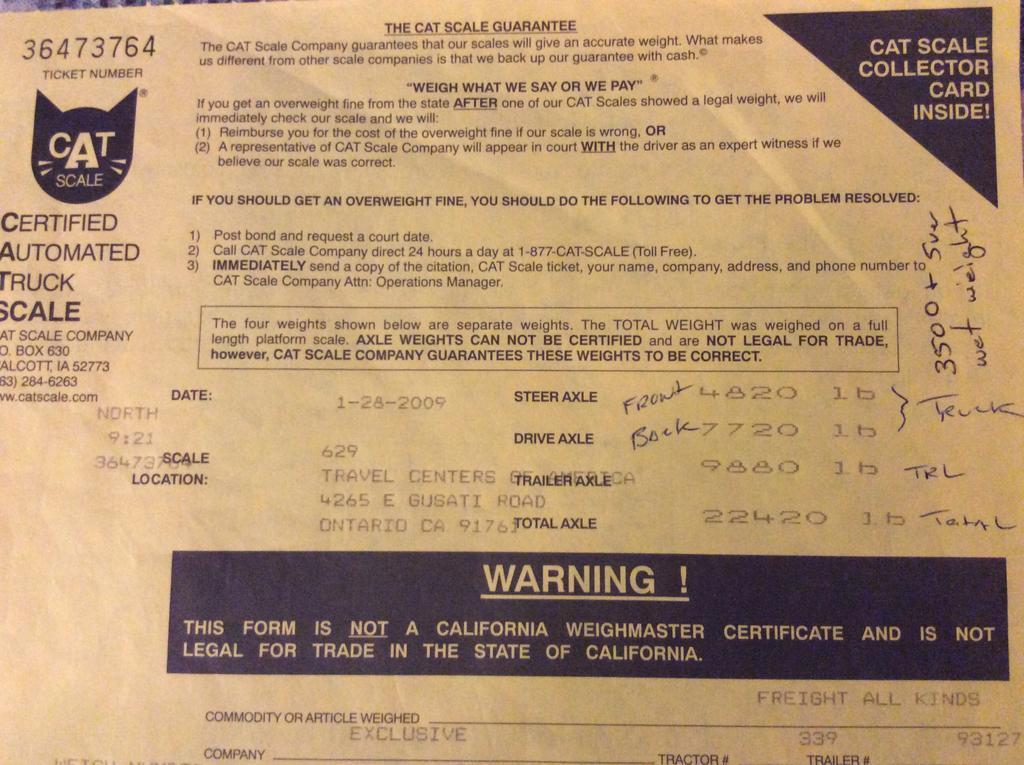 36473764
TICKET NUMBER
CAT
SCALE
CERTIFIED
AUTOMATED
TRUCK
SCALE
AT SCALE COMPANY
O. BOX 630
ALCOTT, IA 52773
63) 284-6263
ww.catscale.com
THE CAT SCALE GUARANTEE
The CAT Scale Company guarantees that our scales will give an accurate weight. What makes
us different from other scale companies is that we back up our guarantee with cash.©
"WEIGH WHAT WE SAY OR WE PAY" ®
If you get an overweight fine from the state AFTER one of our CAT Scales showed a legal weight, we will
immediately check our scale and we will:
(1) Reimburse you for the cost of the overweight fine if our scale is wrong, OR
(2) A representative of CAT Scale Company will appear in court WITH the driver as an expert witness if we
believe our scale was correct.
IF YOU SHOULD GET AN OVERWEIGHT FINE, YOU SHOULD DO THE FOLLOWING TO GET THE PROBLEM RESOLVED:
1) Post bond and request a court date.
2) Call CAT Scale Company direct 24 hours a day at 1-877-CAT-SCALE (Toll Free).
3) IMMEDIATELY send a copy of the citation, CAT Scale ticket, your name, company, address, and phone number to
CAT Scale Company Attn: Operations Manager.
CAT SCALE
COLLECTOR
CARD
INSIDE!
3500 + 5ver
wet weight
The four weights shown below are separate weights. The TOTAL WEIGHT was weighed on a full
length platform scale. AXLE WEIGHTS CAN NOT BE CERTIFIED and are NOT LEGAL FOR TRADE,
however, CAT SCALE COMPANY GUARANTEES THESE WEIGHTS TO BE CORRECT.
NORTH
9:21
36473764
DATE: 1-28-2009
SCALE
LOCATION:
629
TRAVEL CENTERS OF AMERICA
4265 E GUSATI ROAD
ONTARIO CA 91761
STEER AXLE Front 4820 lb
DRIVE AXLE Back 7720 lb
Truck
TRAILER AXLE 9880 lb TRL
TOTAL AXLE 22420 lb Total
WARNING !
THIS FORM IS NOT A CALIFORNIA WEIGHMASTER CERTIFICATE AND IS NOT
LEGAL FOR TRADE IN THE STATE OF CALIFORNIA.
FREIGHT ALL KINDS
COMMODITY OR ARTICLE WEIGHED
EXCLUSIVE 339 93127
COMPANY TRACTOR # TRAILER #